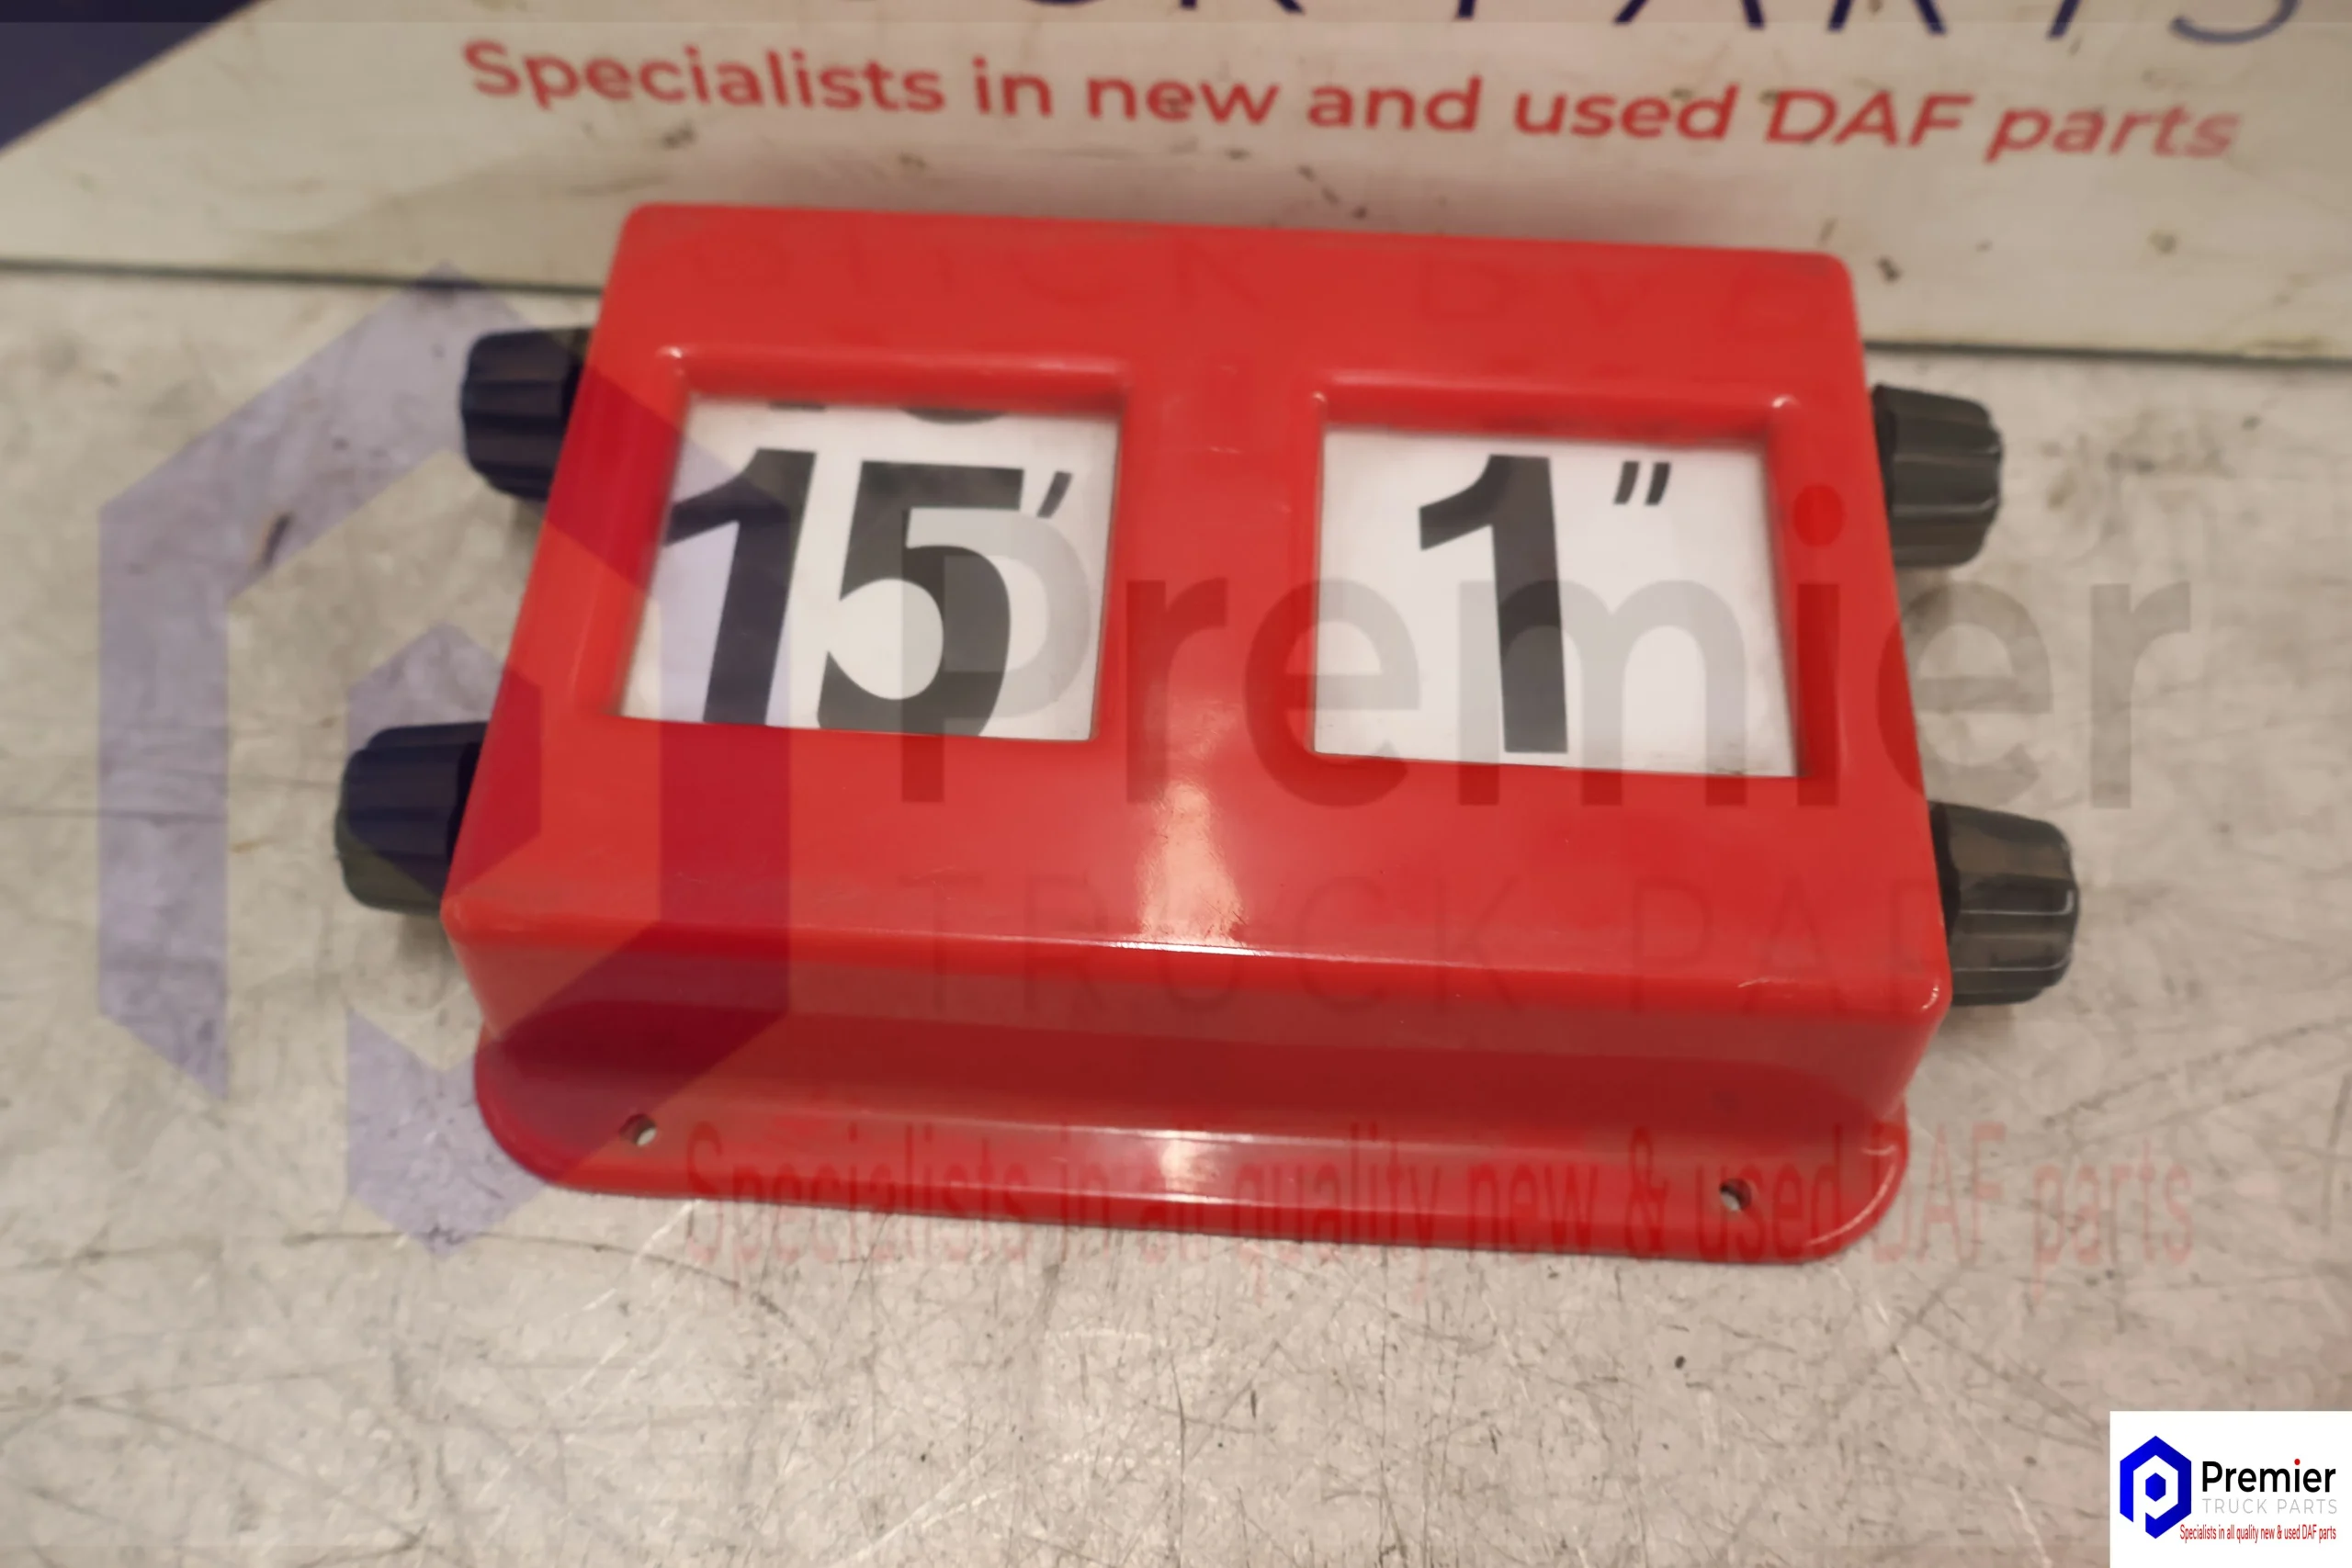 PARTS
Specialists in new and used DAF parts
15' 1"
Premier
TRUCK PAR
Specialists in all quality new & used DAF parts
Premier
TRUCK PARTS
Specialists in all quality new & used DAF parts